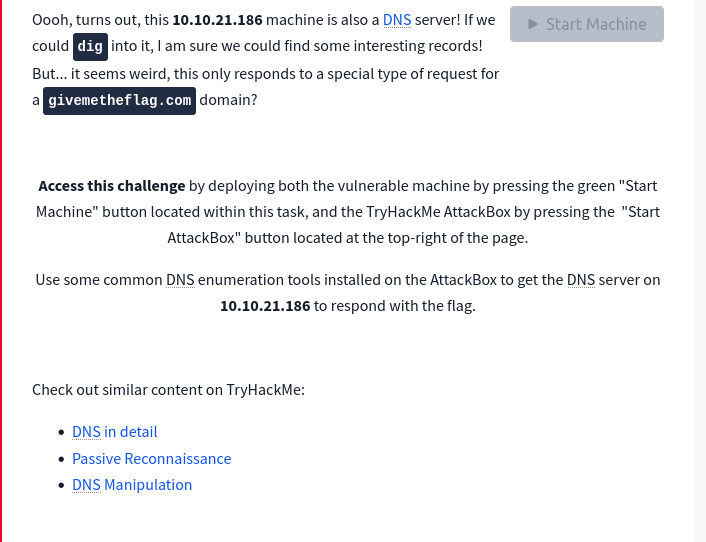 Oooh, turns out, this 10.10.21.186 machine is also a DNS server! If we
could dig into it, I am sure we could find some interesting records!
But... it seems weird, this only responds to a special type of request for
a givemetheflag.com domain?
Start Machine
Access this challenge by deploying both the vulnerable machine by pressing the green "Start
Machine" button located within this task, and the TryHackMe AttackBox by pressing the "Start
AttackBox" button located at the top-right of the page.
Use some common DNS enumeration tools installed on the AttackBox to get the DNS server on
10.10.21.186 to respond with the flag.
Check out similar content on TryHackMe:
• DNS in detail
• Passive Reconnaissance
• DNS Manipulation